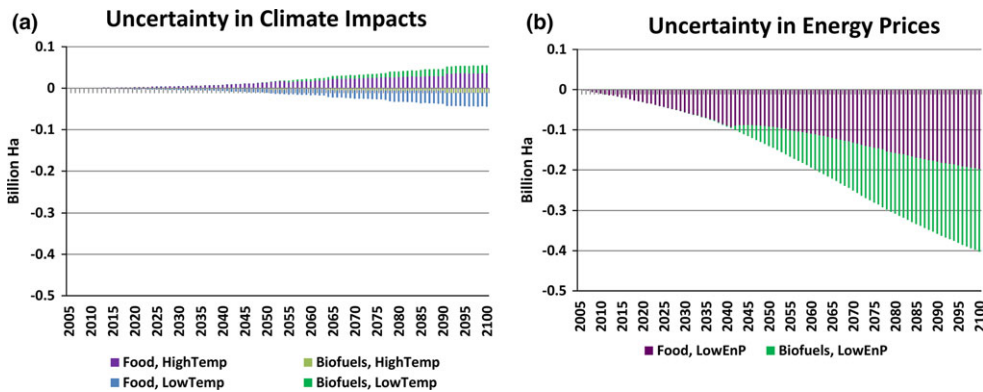 (a) Uncertainty in Climate Impacts
0.1
0
-0.1
-0.2
-0.3
-0.4
-0.5
Billion Ha
2005 2010 2015 2020 2025 2030 2035 2040 2045 2050 2055 2060 2065 2070 2075 2080 2085 2090 2095 2100
Food, HighTemp Biofuels, HighTemp
Food, LowTemp Biofuels, LowTemp
(b) Uncertainty in Energy Prices
0.1
0
-0.1
-0.2
-0.3
-0.4
-0.5
Billion Ha
2005 2010 2015 2020 2025 2030 2035 2040 2045 2050 2055 2060 2065 2070 2075 2080 2085 2090 2095 2100
Food, LowEnP Biofuels, LowEnP